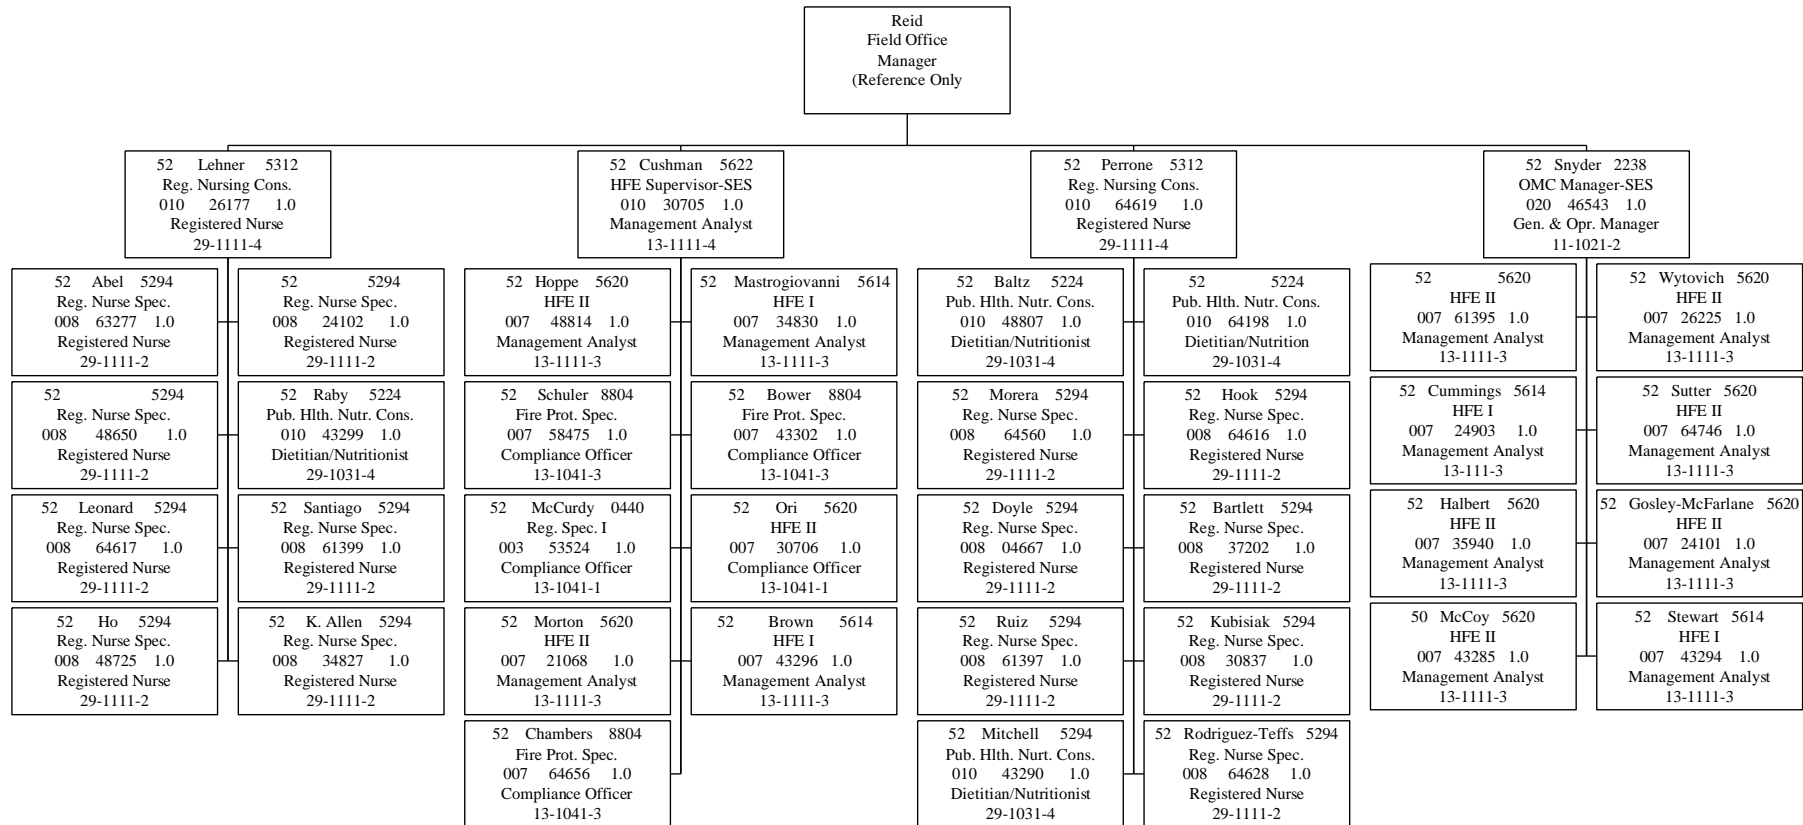 Reid
Field Office
Manager
(Reference Only
52 Lehner 5312
Reg. Nursing Cons.
010 26177 1.0
Registered Nurse
29-1111-4
52 Cushman 5622
HFE Supervisor-SES
010 30705 1.0
Management Analyst
13-1111-4
52 Perrone 5312
Reg. Nursing Cons.
010 64619 1.0
Registered Nurse
29-1111-4
52 Snyder 2238
OMC Manager-SES
020 46543 1.0
Gen. & Opr. Manager
11-1021-2
52 Abel 5294
Reg. Nurse Spec.
008 63277 1.0
Registered Nurse
29-1111-2
52 5294
Reg. Nurse Spec.
008 24102 1.0
Registered Nurse
29-1111-2
52 5294
Reg. Nurse Spec.
008 48650 1.0
Registered Nurse
29-1111-2
52 Raby 5224
Pub. Hlth. Nutr. Cons.
010 43299 1.0
Dietitian/Nutritionist
29-1031-4
52 Leonard 5294
Reg. Nurse Spec.
008 64617 1.0
Registered Nurse
29-1111-2
52 Santiago 5294
Reg. Nurse Spec.
008 61399 1.0
Registered Nurse
29-1111-2
52 Ho 5294
Reg. Nurse Spec.
008 48725 1.0
Registered Nurse
29-1111-2
52 K. Allen 5294
Reg. Nurse Spec.
008 34827 1.0
Registered Nurse
29-1111-2
52 Hoppe 5620
HFE II
007 48814 1.0
Management Analyst
13-1111-3
52 Mastrogiovanni 5614
HFE I
007 34830 1.0
Management Analyst
13-1111-3
52 Schuler 8804
Fire Prot. Spec.
007 58475 1.0
Compliance Officer
13-1041-3
52 Bower 8804
Fire Prot. Spec.
007 43302 1.0
Compliance Officer
13-1041-3
52 McCurdy 0440
Reg. Spec. I
003 53524 1.0
Compliance Officer
13-1041-1
52 Ori 5620
HFE II
007 30706 1.0
Compliance Officer
13-1041-1
52 Morton 5620
HFE II
007 21068 1.0
Management Analyst
13-1111-3
52 Brown 5614
HFE I
007 43296 1.0
Management Analyst
13-1111-3
52 Chambers 8804
Fire Prot. Spec.
007 64656 1.0
Compliance Officer
13-1041-3
52 Baltz 5224
Pub. Hlth. Nutr. Cons.
010 48807 1.0
Dietitian/Nutritionist
29-1031-4
52 5224
Pub. Hlth. Nutr. Cons.
010 64198 1.0
Dietitian/Nutrition
29-1031-4
52 Morera 5294
Reg. Nurse Spec.
008 64560 1.0
Registered Nurse
29-1111-2
52 Hook 5294
Reg. Nurse Spec.
008 64616 1.0
Registered Nurse
29-1111-2
52 Doyle 5294
Reg. Nurse Spec.
008 04667 1.0
Registered Nurse
29-1111-2
52 Bartlett 5294
Reg. Nurse Spec.
008 37202 1.0
Registered Nurse
29-1111-2
52 Ruiz 5294
Reg. Nurse Spec.
008 61397 1.0
Registered Nurse
29-1111-2
52 Kubisiak 5294
Reg. Nurse Spec.
008 30837 1.0
Registered Nurse
29-1111-2
52 Mitchell 5294
Pub. Hlth. Nurt. Cons.
010 43290 1.0
Dietitian/Nutritionist
29-1031-4
52 Rodriguez-Teffs 5294
Reg. Nurse Spec.
008 64628 1.0
Registered Nurse
29-1111-2
52 5620
HFE II
007 61395 1.0
Management Analyst
13-1111-3
52 Wytovich 5620
HFE II
007 26225 1.0
Management Analyst
13-1111-3
52 Cummings 5614
HFE I
007 24903 1.0
Management Analyst
13-111-3
52 Sutter 5620
HFE II
007 64746 1.0
Management Analyst
13-1111-3
52 Halbert 5620
HFE II
007 35940 1.0
Management Analyst
13-1111-3
52 Gosley-McFarlane 5620
HFE II
007 24101 1.0
Management Analyst
13-1111-3
50 McCoy 5620
HFE II
007 43285 1.0
Management Analyst
13-1111-3
52 Stewart 5614
HFE I
007 43294 1.0
Management Analyst
13-1111-3